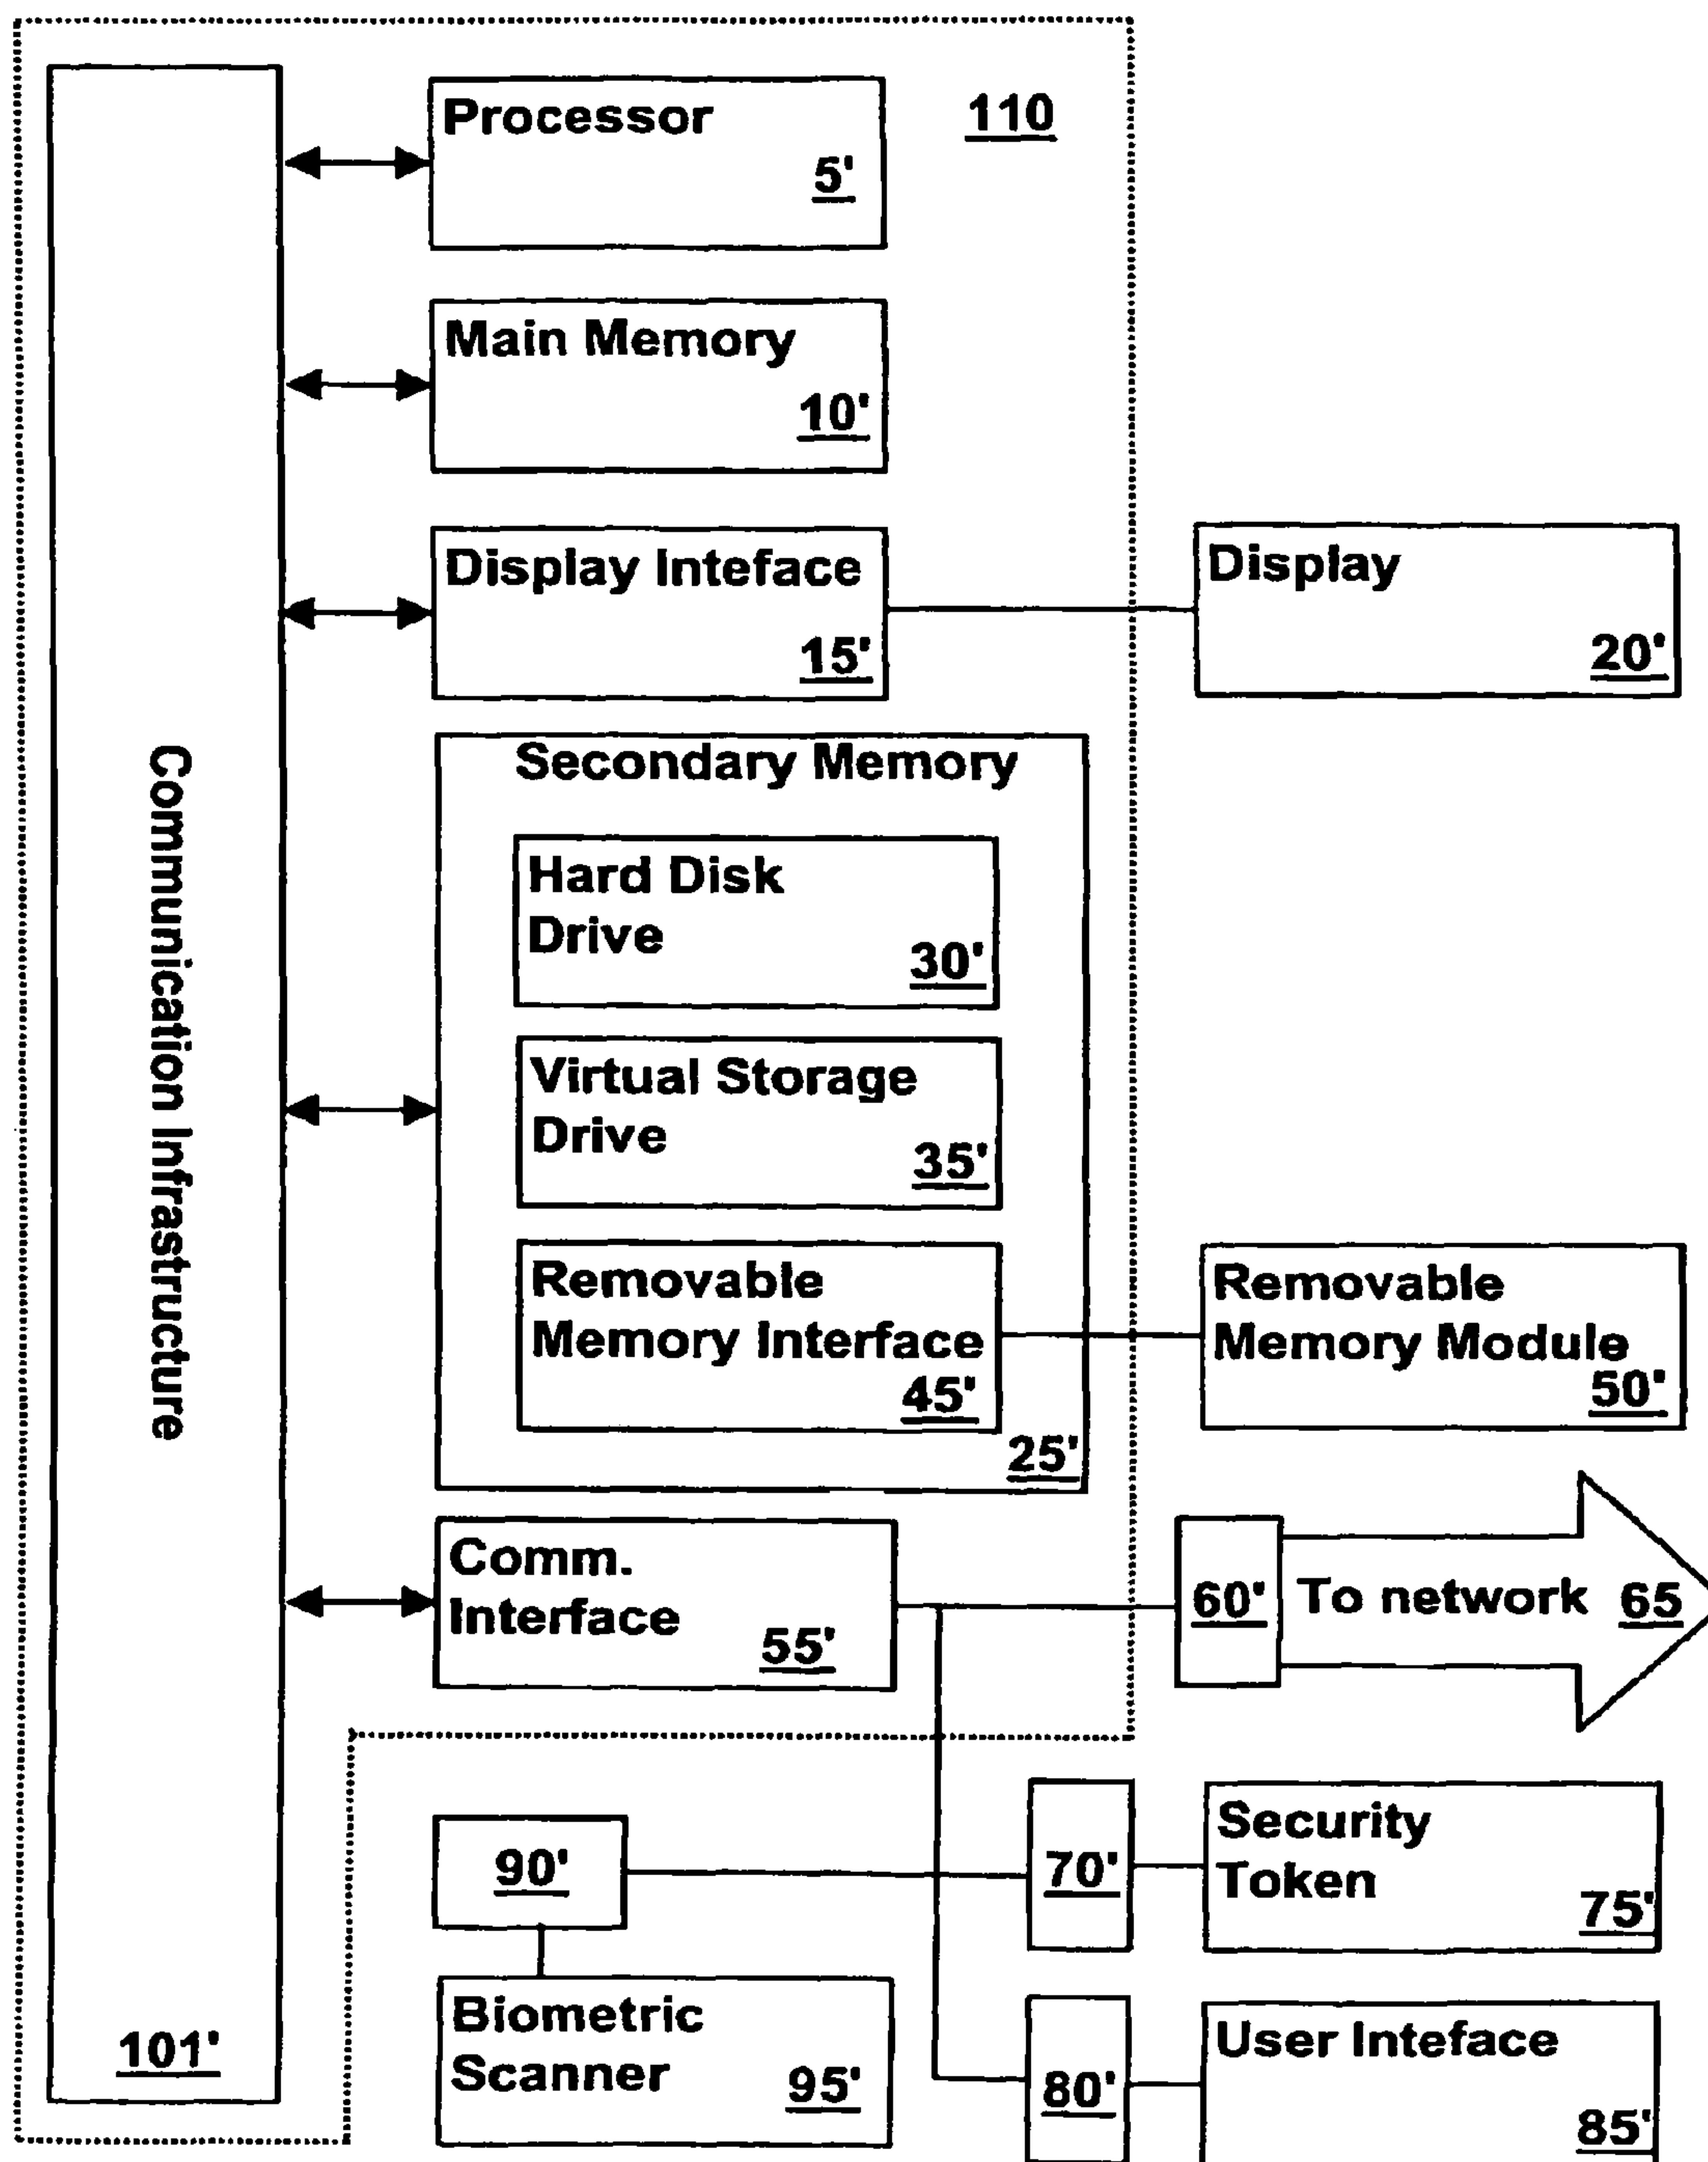 Processor
5'
110
Main Memory
10'
Display Inteface
15'
Display
20'
Secondary Memory
Hard Disk
Drive
30'
Virtual Storage
Drive
35'
Removable
Memory Interface
45'
25'
Removable
Memory Module
50'
Communication Infrastructure
101'
Comm.
Interface
55'
60'
To network 65
90'
70'
Security
Token
75'
Biometric
Scanner
95'
80'
User Inteface
85'